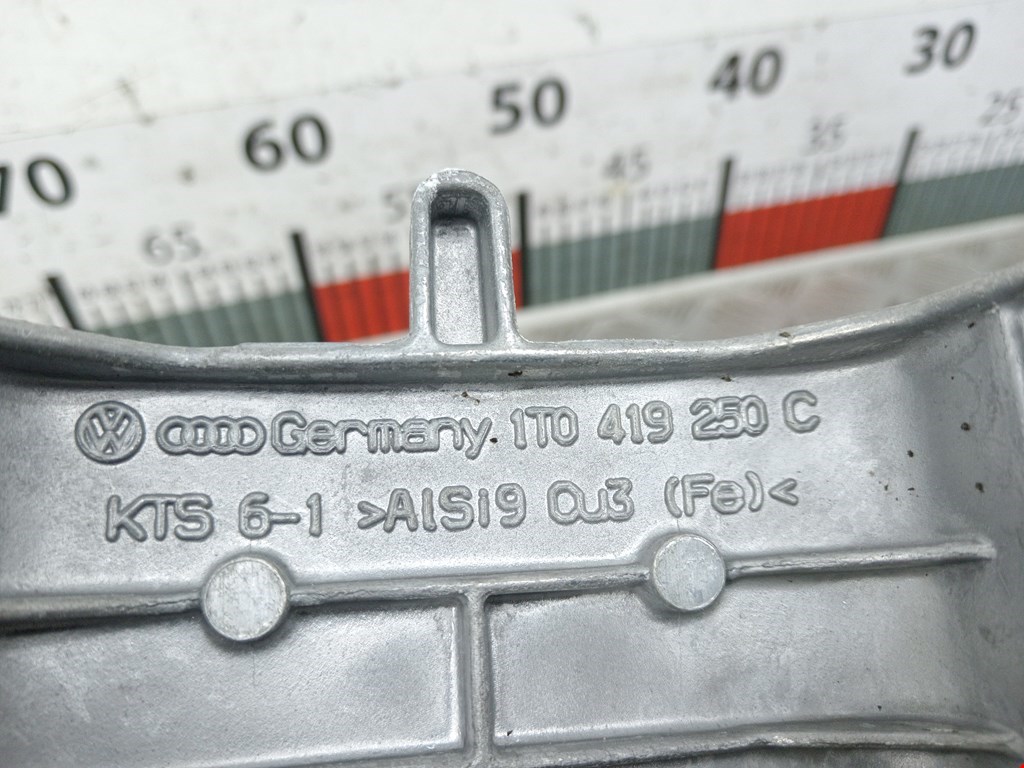 70 60 50 40 30
65 45 35 25
Germany 1T0 419 250 C
KTS 6-1 >AlSi9 Cu3 (Fe)<